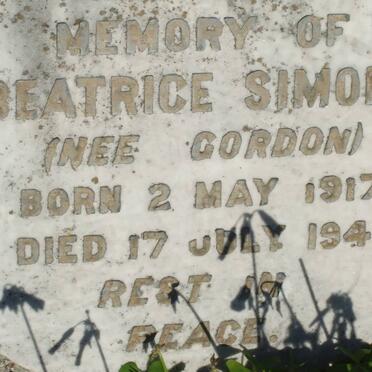 MEMORY OF
BEATRICE SIMO
(NEE GORDON)
BORN 2 MAY 1917
DIED 17 JULY 194
REST IN
PEACE.